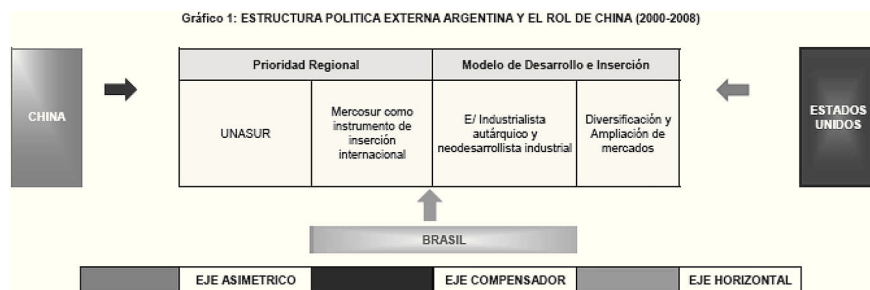 Gráfico 1: ESTRUCTURA POLITICA EXTERNA ARGENTINA Y EL ROL DE CHINA (2000-2008)
CHINA
Prioridad Regional
Modelo de Desarrollo e Inserción
UNASUR
Mercosur como
instrumento de
inserción
internacional
E/ Industrialista
autárquico y
neodesarrollista industrial
Diversificación y
Ampliación de
mercados
ESTADOS
UNIDOS
BRASIL
EJE ASIMETRICO
EJE COMPENSADOR
EJE HORIZONTAL